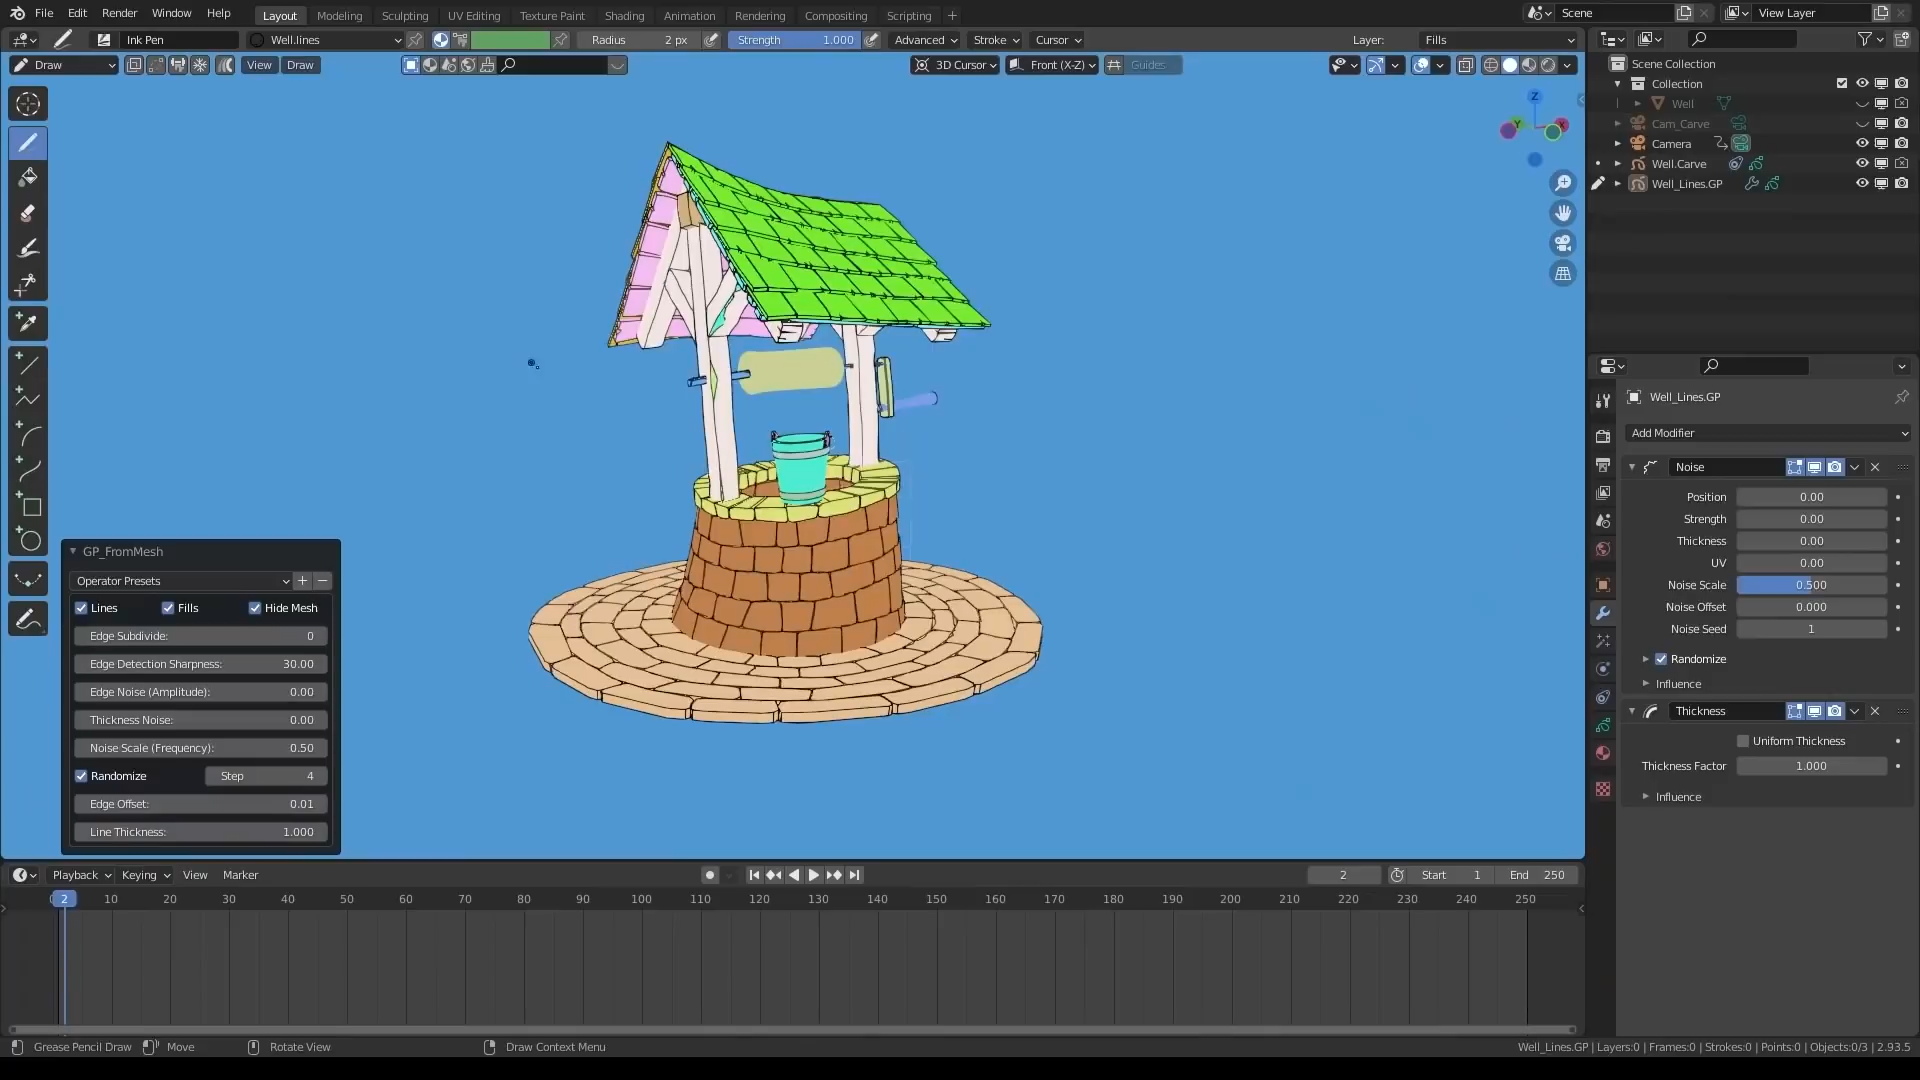 File Edit Render Window Help Layout Modeling Sculpting UV Editing Texture Paint Shading Animation Rendering Compositing Scripting + Scene View Layer
Ink Pen Well.lines Radius 2 px Strength 1.000 Advanced Stroke Cursor Layer: Fills
Draw View Draw 3D Cursor Front (X-Z) Guides
Scene Collection
Collection
Well
Cam_Carve
Camera
Well.Carve
Well_Lines.GP
Z
Y
X
Well_Lines.GP
Add Modifier
Noise
Position 0.00
Strength 0.00
Thickness 0.00
UV 0.00
Noise Scale 0.500
Noise Offset 0.000
Noise Seed 1
Randomize
Influence
Thickness
Uniform Thickness
Thickness Factor 1.000
Influence
GP_FromMesh
Operator Presets
Lines Fills Hide Mesh
Edge Subdivide: 0
Edge Detection Sharpness: 30.00
Edge Noise (Amplitude): 0.00
Thickness Noise: 0.00
Noise Scale (Frequency): 0.50
Randomize Step 4
Edge Offset: 0.01
Line Thickness: 1.000
Playback Keying View Marker 2 Start 1 End 250
2 10 20 30 40 50 60 70 80 90 100 110 120 130 140 150 160 170 180 190 200 210 220 230 240 250
Grease Pencil Draw Move Rotate View Draw Context Menu Well_Lines.GP | Layers:0 | Frames:0 | Strokes:0 | Points:0 | Objects:0/3 | 2.93.5